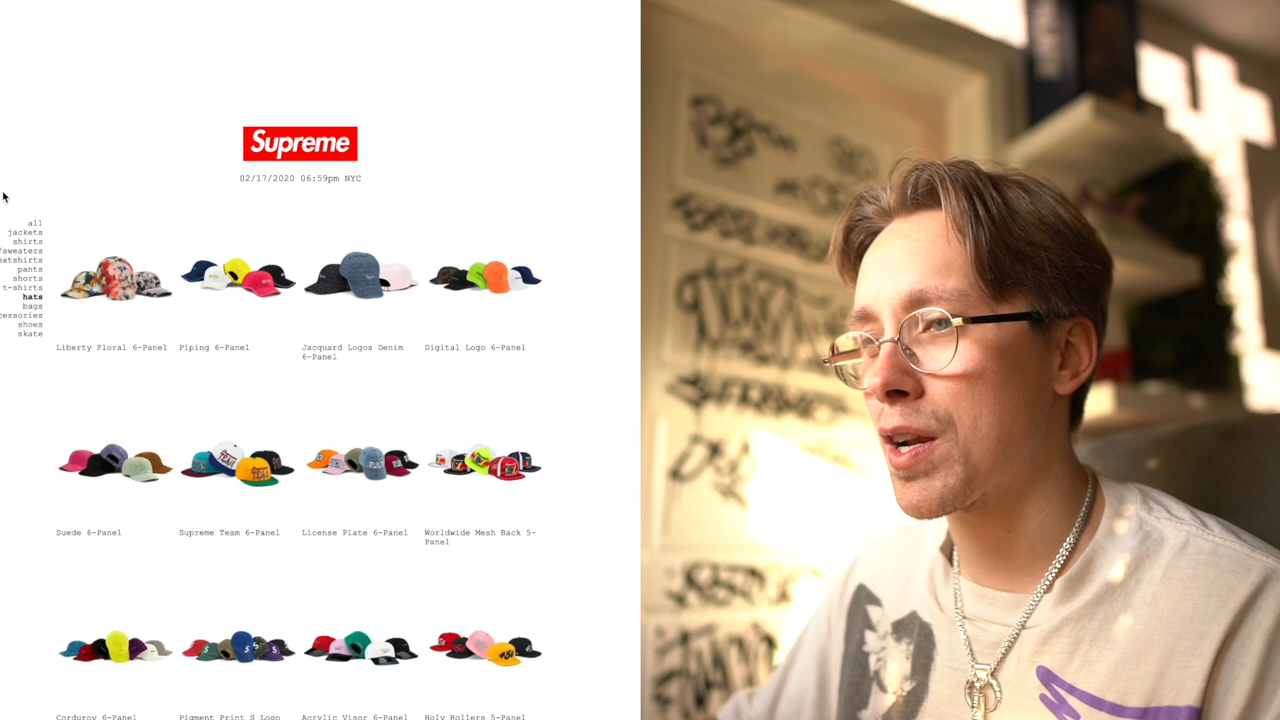 Supreme
02/17/2020 06:59pm NYC
all
jackets
shirts
/sweaters
eatshirts
pants
shorts
t-shirts
hats
bags
cessories
shoes
skate
Liberty Floral 6-Panel
Piping 6-Panel
Jacquard Logos Denim
6-Panel
Digital Logo 6-Panel
Suede 6-Panel
Supreme Team 6-Panel
License Plate 6-Panel
Worldwide Mesh Back 5-
Panel
Corduroy 6-Panel
Pigment Print S Logo
Acrylic Visor 6-Panel
Holy Rollers 5-Panel